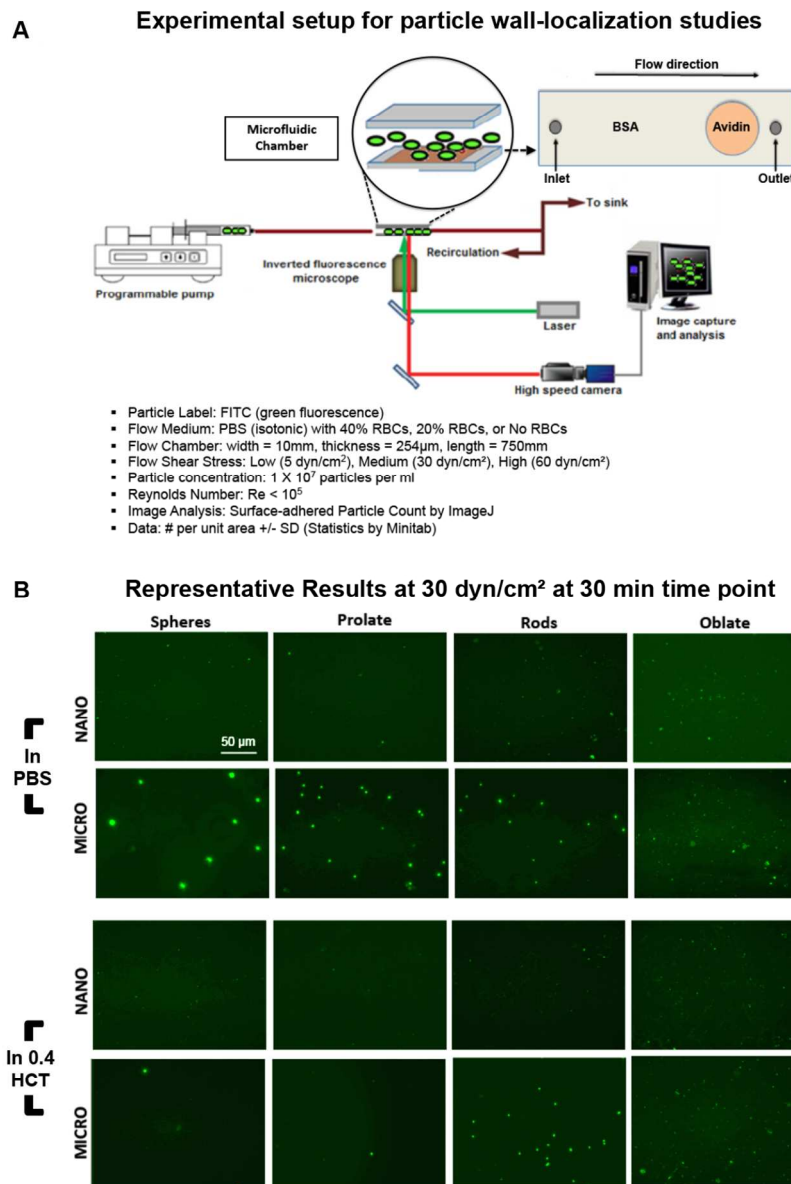 A
Experimental setup for particle wall-localization studies
Flow direction
Microfluidic
Chamber
BSA
Avidin
Inlet
Outlet
To sink
Recirculation
Inverted fluorescence
microscope
Programmable pump
Laser
Image capture
and analysis
High speed camera
▪ Particle Label: FITC (green fluorescence)
▪ Flow Medium: PBS (isotonic) with 40% RBCs, 20% RBCs, or No RBCs
▪ Flow Chamber: width = 10mm, thickness = 254µm, length = 750mm
▪ Flow Shear Stress: Low (5 dyn/cm²), Medium (30 dyn/cm²), High (60 dyn/cm²)
▪ Particle concentration: 1 X 10⁷ particles per ml
▪ Reynolds Number: Re < 10⁵
▪ Image Analysis: Surface-adhered Particle Count by ImageJ
▪ Data: # per unit area +/- SD (Statistics by Minitab)
B
Representative Results at 30 dyn/cm² at 30 min time point
Spheres Prolate Rods Oblate
NANO
50 µm
In
PBS
MICRO
NANO
In 0.4
HCT
MICRO